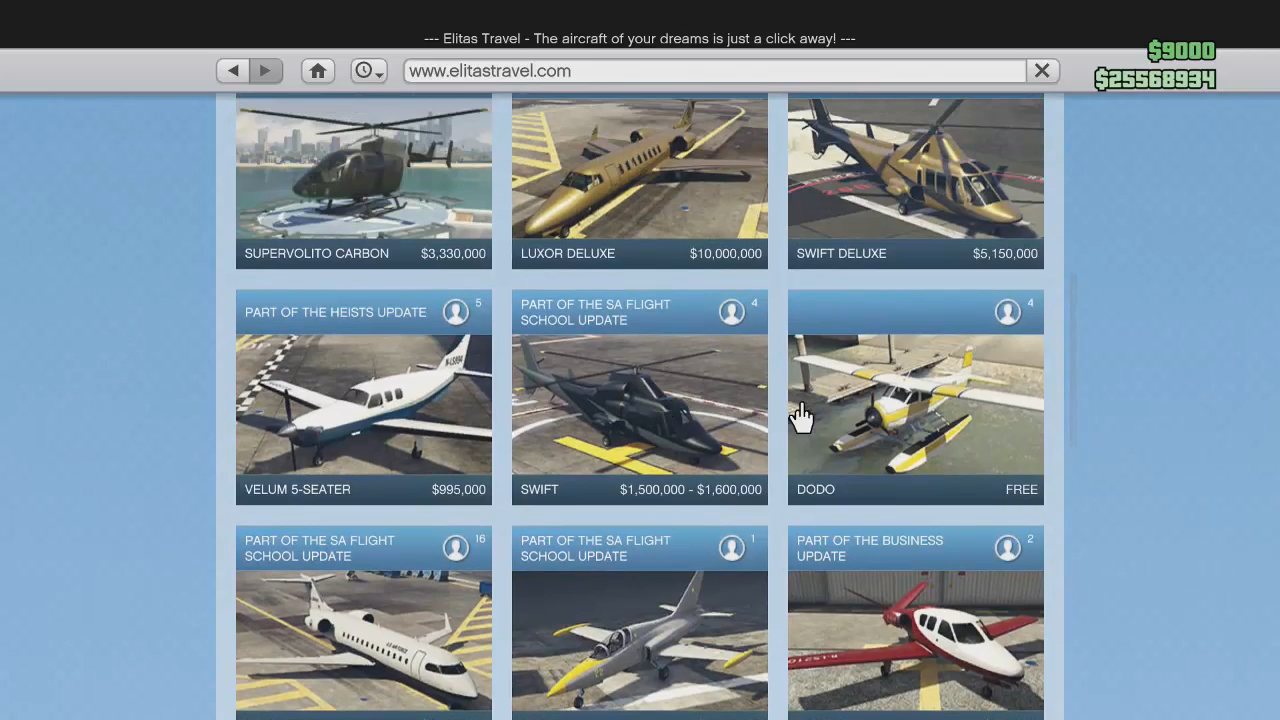 --- Elitas Travel - The aircraft of your dreams is just a click away! ---
$9000
www.elitastravel.com
$25568934
SUPERVOLITO CARBON $3,330,000
LUXOR DELUXE $10,000,000
SWIFT DELUXE $5,150,000
PART OF THE HEISTS UPDATE 5
PART OF THE SA FLIGHT
SCHOOL UPDATE
4
4
VELUM 5-SEATER $995,000
SWIFT $1,500,000 - $1,600,000
DODO FREE
PART OF THE SA FLIGHT
SCHOOL UPDATE
16
PART OF THE SA FLIGHT
SCHOOL UPDATE
1
PART OF THE BUSINESS
UPDATE
2